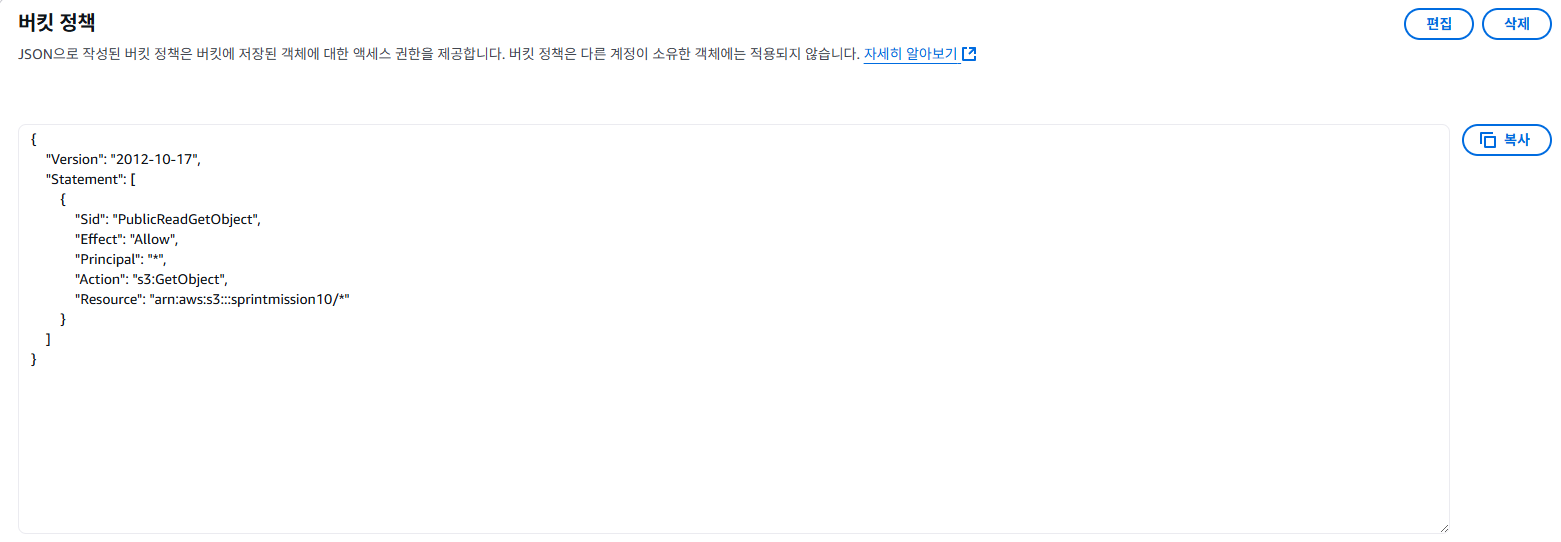 버킷 정책
편집
삭제
JSON으로 작성된 버킷 정책은 버킷에 저장된 객체에 대한 액세스 권한을 제공합니다. 버킷 정책은 다른 계정이 소유한 객체에는 적용되지 않습니다. 자세히 알아보기
복사
{
    "Version": "2012-10-17",
    "Statement": [
        {
            "Sid": "PublicReadGetObject",
            "Effect": "Allow",
            "Principal": "*",
            "Action": "s3:GetObject",
            "Resource": "arn:aws:s3:::sprintmission10/*"
        }
    ]
}